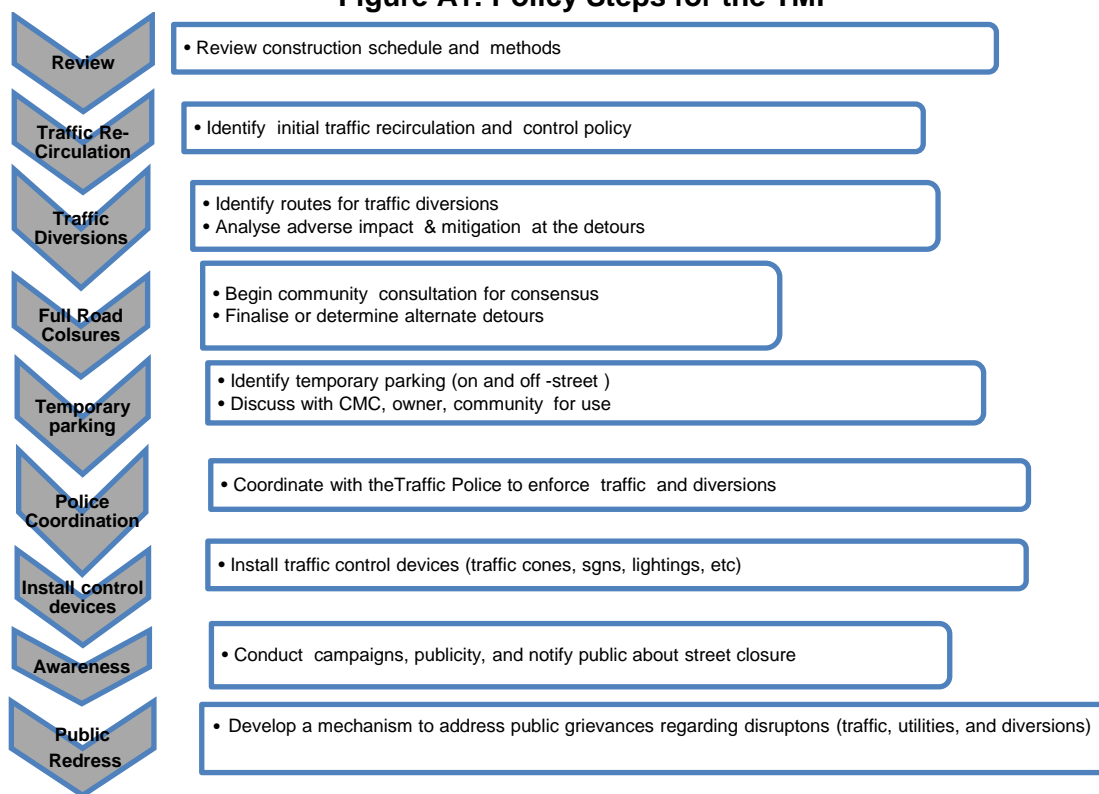 Figure A1: Policy Steps for the TMP
Review
• Review construction schedule and methods
Traffic Re-
Circulation
• Identify initial traffic recirculation and control policy
Traffic
Diversions
• Identify routes for traffic diversions
• Analyse adverse impact & mitigation at the detours
Full Road
Colsures
• Begin community consultation for consensus
• Finalise or determine alternate detours
Temporary
parking
• Identify temporary parking (on and off -street )
• Discuss with CMC, owner, community for use
Police
Coordination
• Coordinate with theTraffic Police to enforce traffic and diversions
Install control
devices
• Install traffic control devices (traffic cones, sgns, lightings, etc)
Awareness
• Conduct campaigns, publicity, and notify public about street closure
Public
Redress
• Develop a mechanism to address public grievances regarding disruptons (traffic, utilities, and diversions)